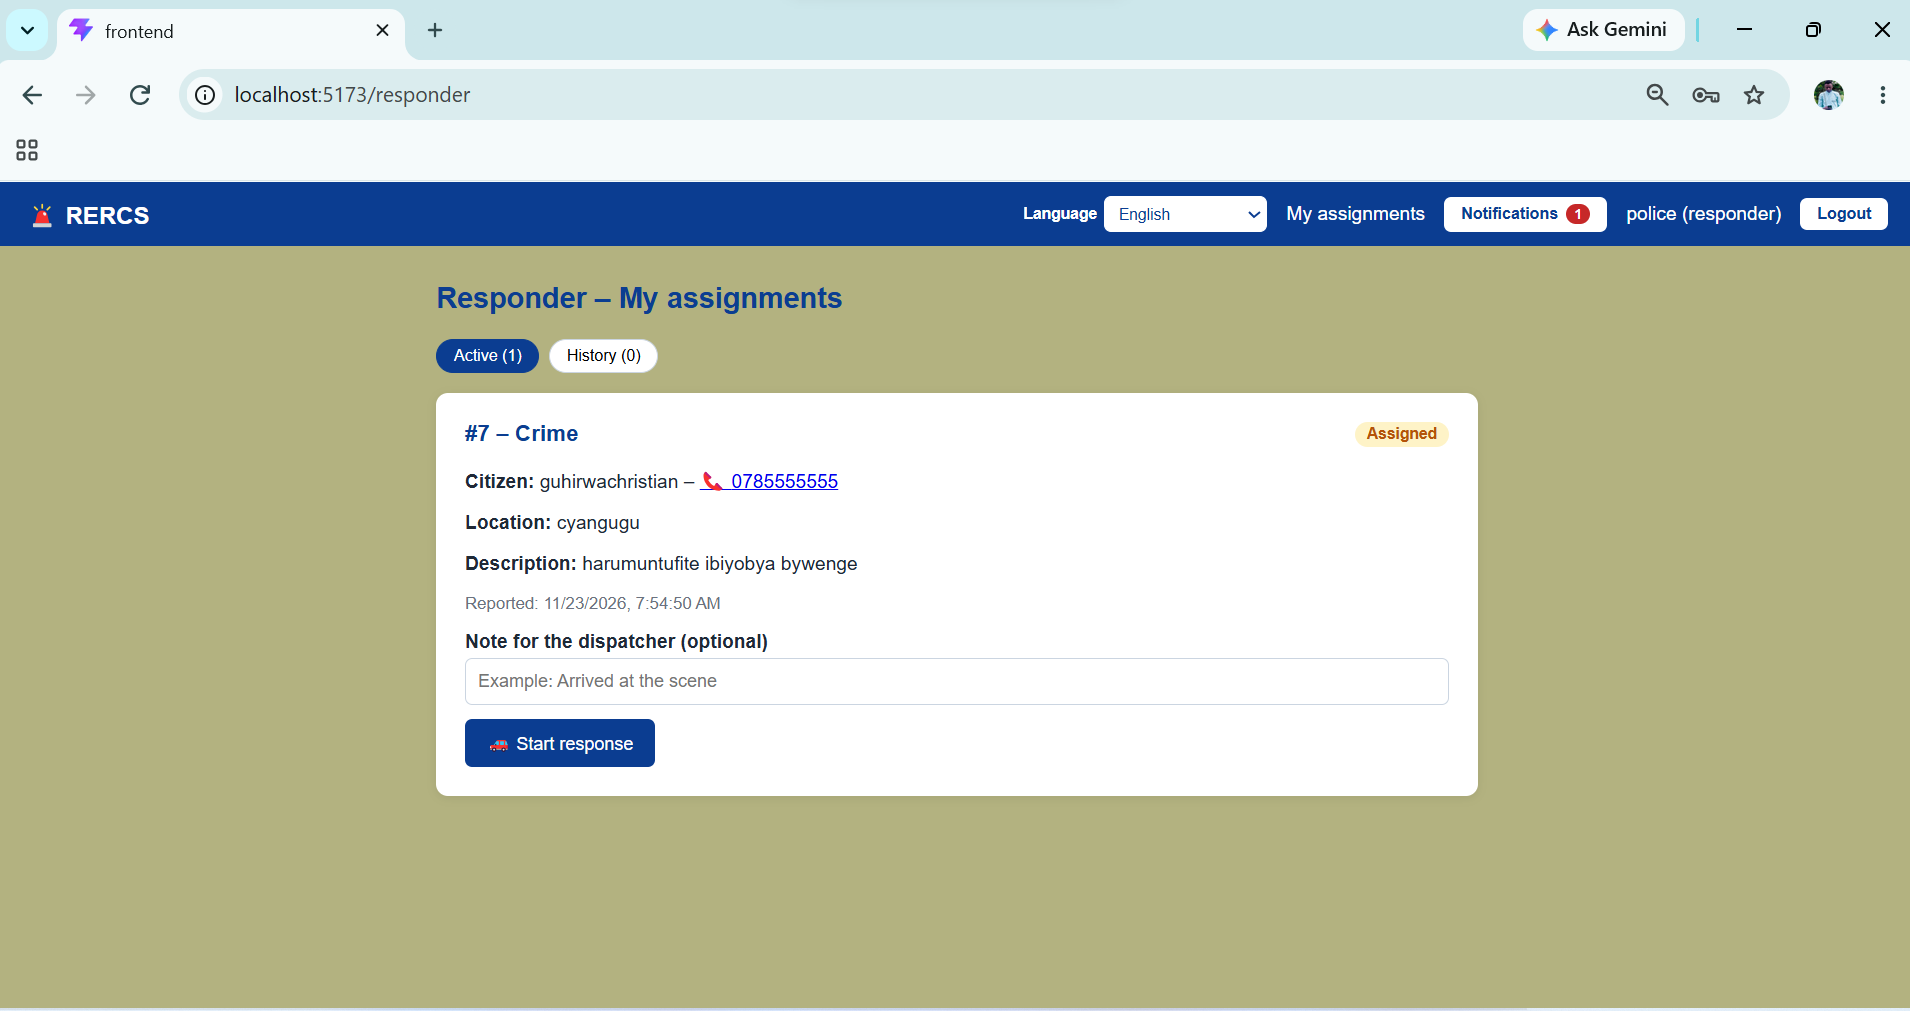 frontend
Ask Gemini
localhost:5173/responder
RERCS
Language English My assignments Notifications 1 police (responder) Logout
Responder – My assignments
Active (1) History (0)
#7 – Crime Assigned
Citizen: guhirwachristian – 0785555555
Location: cyangugu
Description: harumuntufite ibiyobya bywenge
Reported: 11/23/2026, 7:54:50 AM
Note for the dispatcher (optional)
Example: Arrived at the scene
Start response